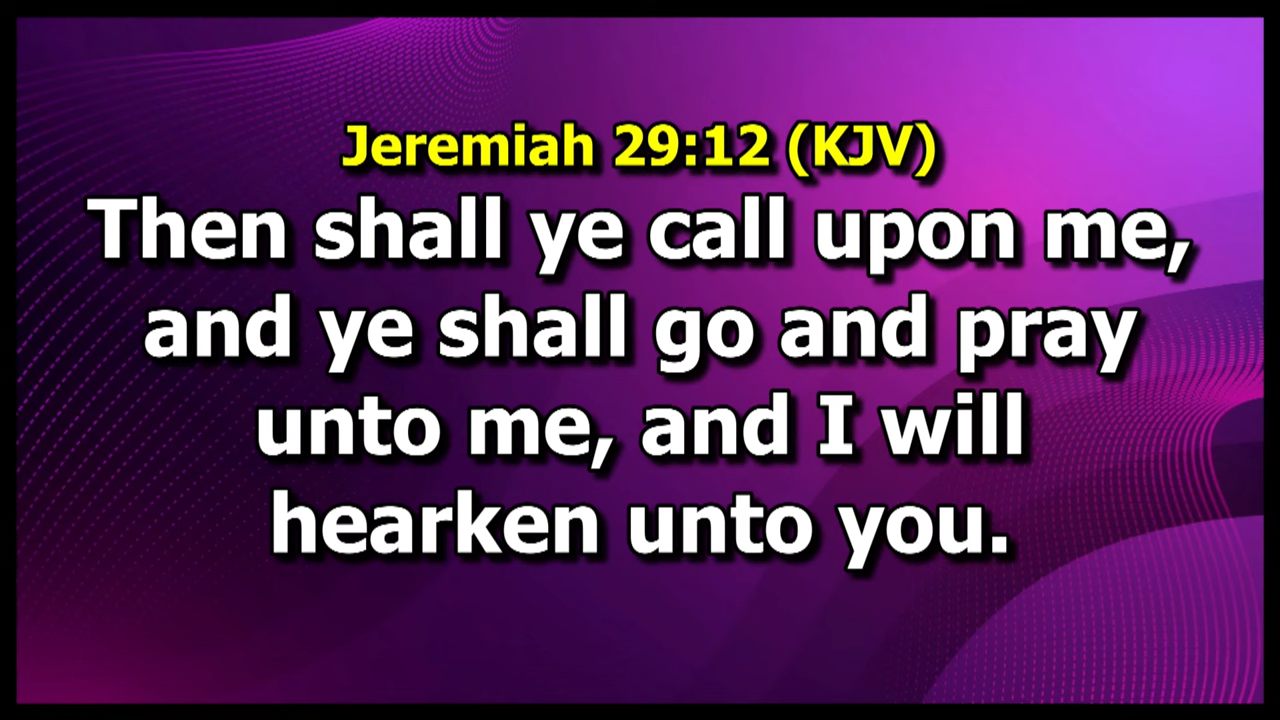 Jeremiah 29:12 (KJV)
Then shall ye call upon me,
and ye shall go and pray
unto me, and I will
hearken unto you.